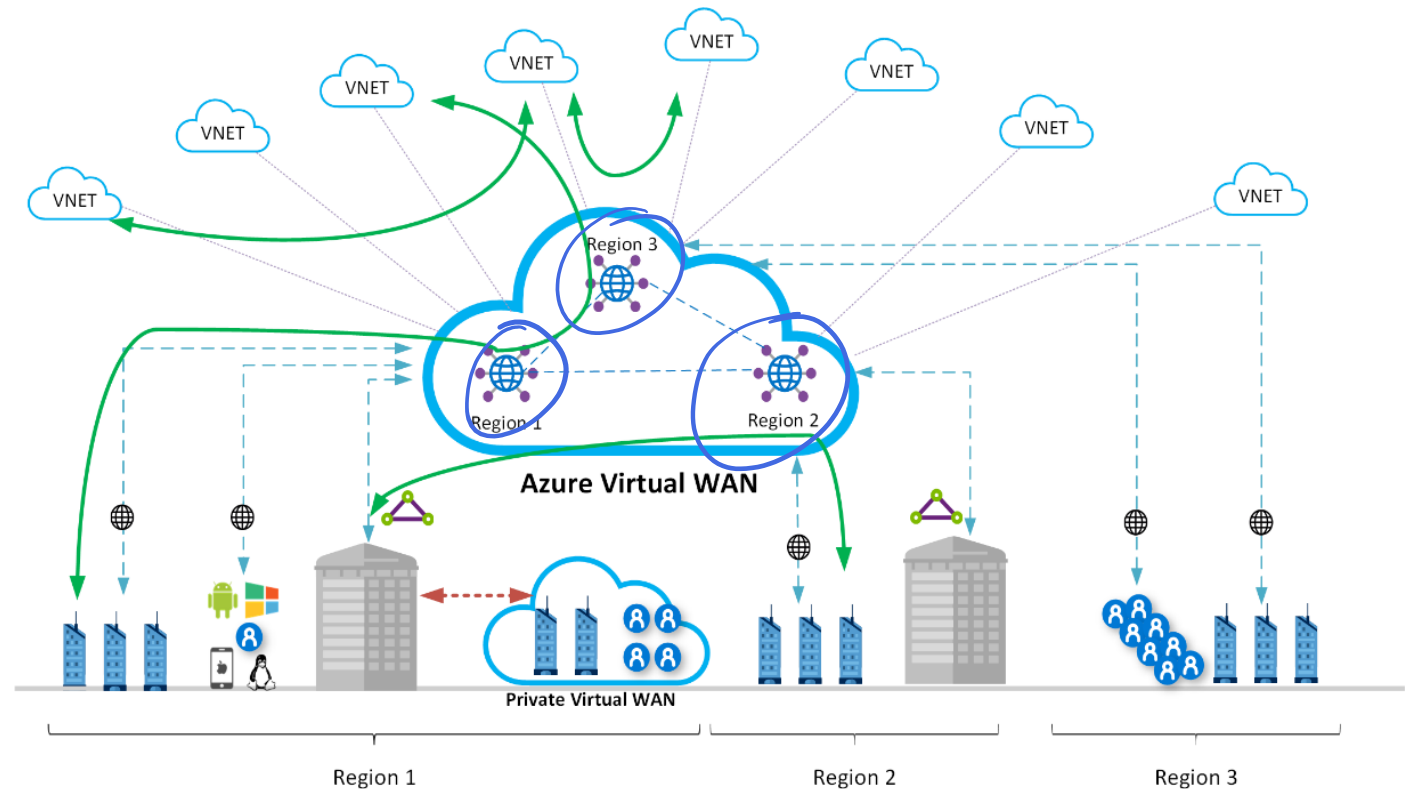 VNET
VNET
VNET
VNET
VNET
VNET
VNET
VNET
Region 3
Region 1
Region 2
Azure Virtual WAN
Private Virtual WAN
Region 1
Region 2
Region 3